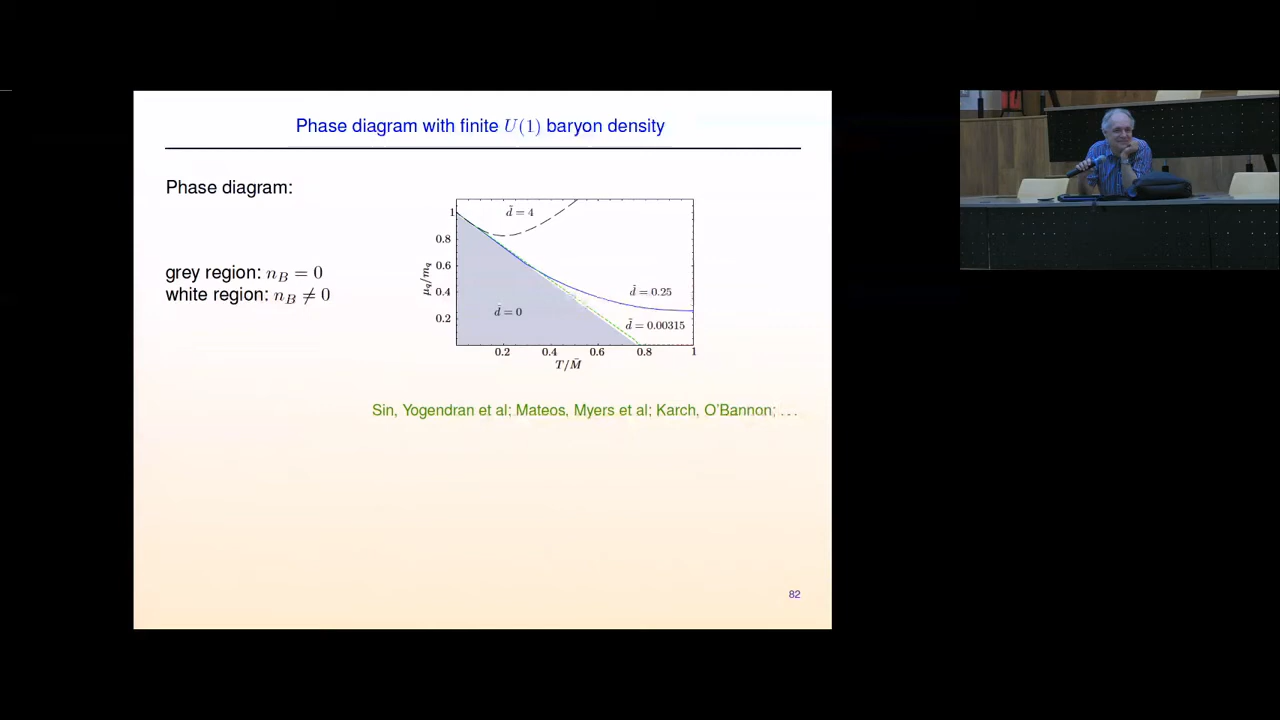 Phase diagram with finite U(1) baryon density
Phase diagram:
grey region: n_B = 0
white region: n_B ≠ 0
1
0.8
0.6
0.4
0.2
μ_q/m_q
d̃ = 4
d̃ = 0.25
d̃ = 0
d̃ = 0.00315
0.2 0.4 0.6 0.8 1
T/M̄
Sin, Yogendran et al; Mateos, Myers et al; Karch, O'Bannon; ...
82